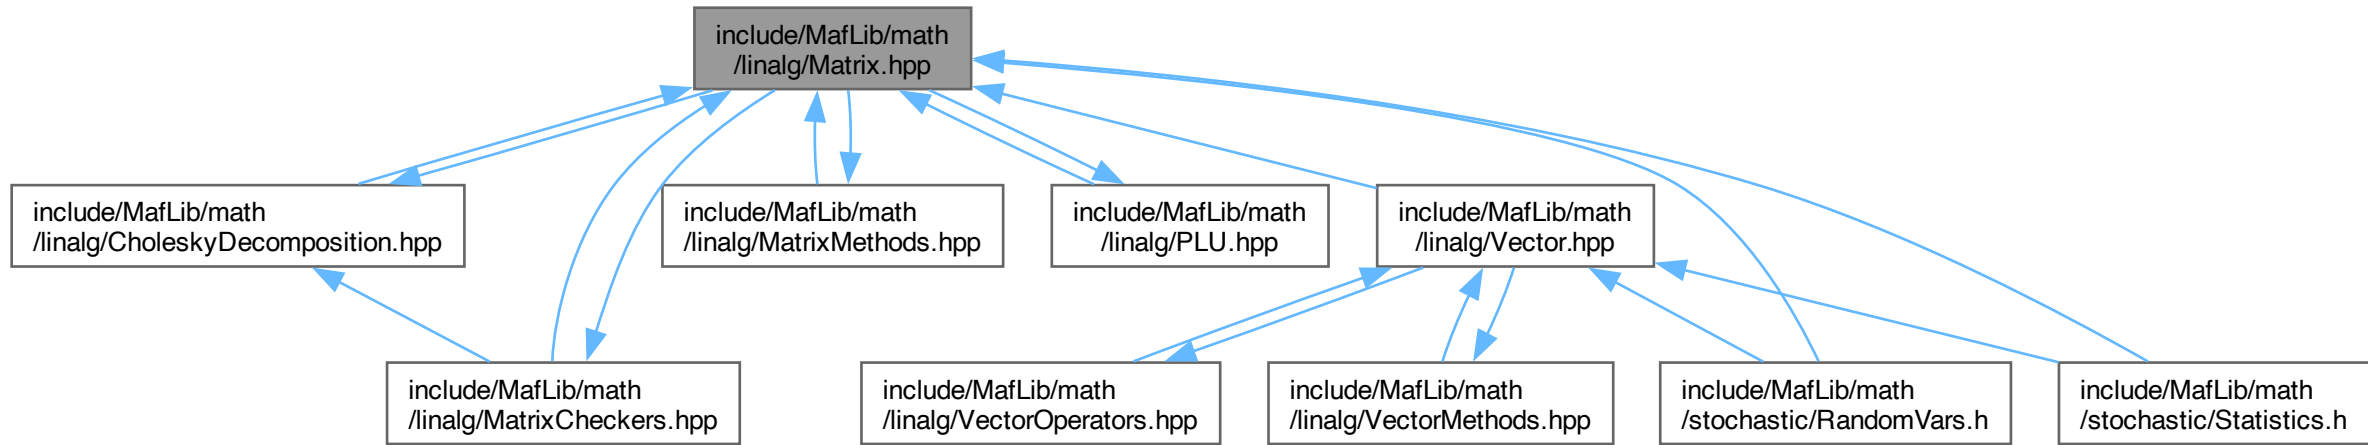 include/MafLib/math
/linalg/Matrix.hpp
include/MafLib/math
/linalg/CholeskyDecomposition.hpp
include/MafLib/math
/linalg/MatrixMethods.hpp
include/MafLib/math
/linalg/PLU.hpp
include/MafLib/math
/linalg/Vector.hpp
include/MafLib/math
/linalg/MatrixCheckers.hpp
include/MafLib/math
/linalg/VectorOperators.hpp
include/MafLib/math
/linalg/VectorMethods.hpp
include/MafLib/math
/stochastic/RandomVars.h
include/MafLib/math
/stochastic/Statistics.h